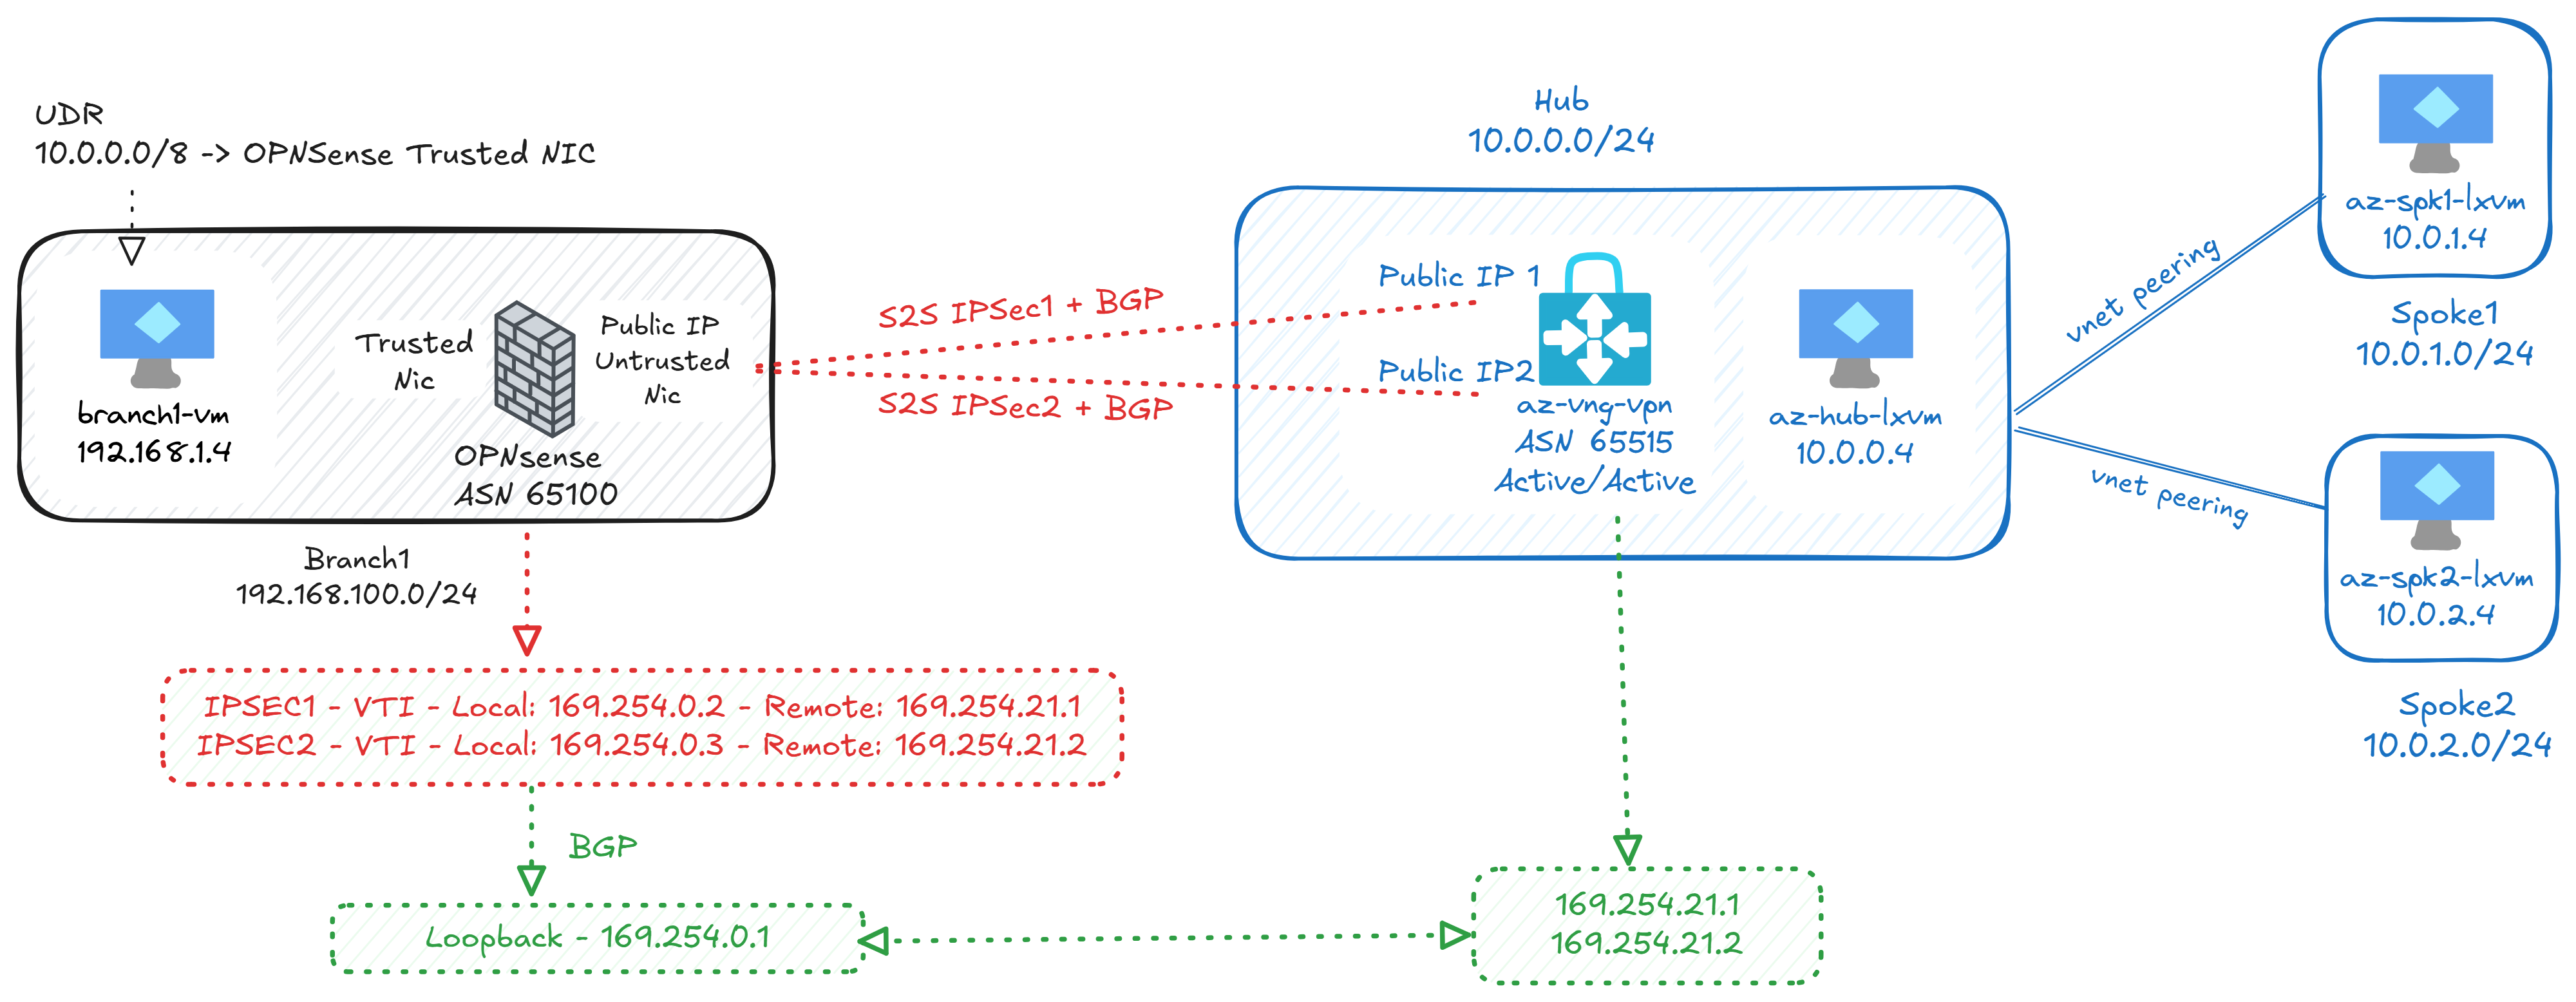 UDR
10.0.0.0/8 -> OPNSense Trusted NIC
branch1-vm
192.168.1.4
Trusted
Nic
Public IP
Untrusted
Nic
OPNsense
ASN 65100
Branch1
192.168.100.0/24
S2S IPSec1 + BGP
S2S IPSec2 + BGP
Hub
10.0.0.0/24
Public IP 1
Public IP2
az-vng-vpn
ASN 65515
Active/Active
az-hub-lxvm
10.0.0.4
vnet peering
vnet peering
az-spk1-lxvm
10.0.1.4
Spoke1
10.0.1.0/24
az-spk2-lxvm
10.0.2.4
Spoke2
10.0.2.0/24
IPSEC1 - VTI - Local: 169.254.0.2 - Remote: 169.254.21.1
IPSEC2 - VTI - Local: 169.254.0.3 - Remote: 169.254.21.2
BGP
Loopback - 169.254.0.1
169.254.21.1
169.254.21.2